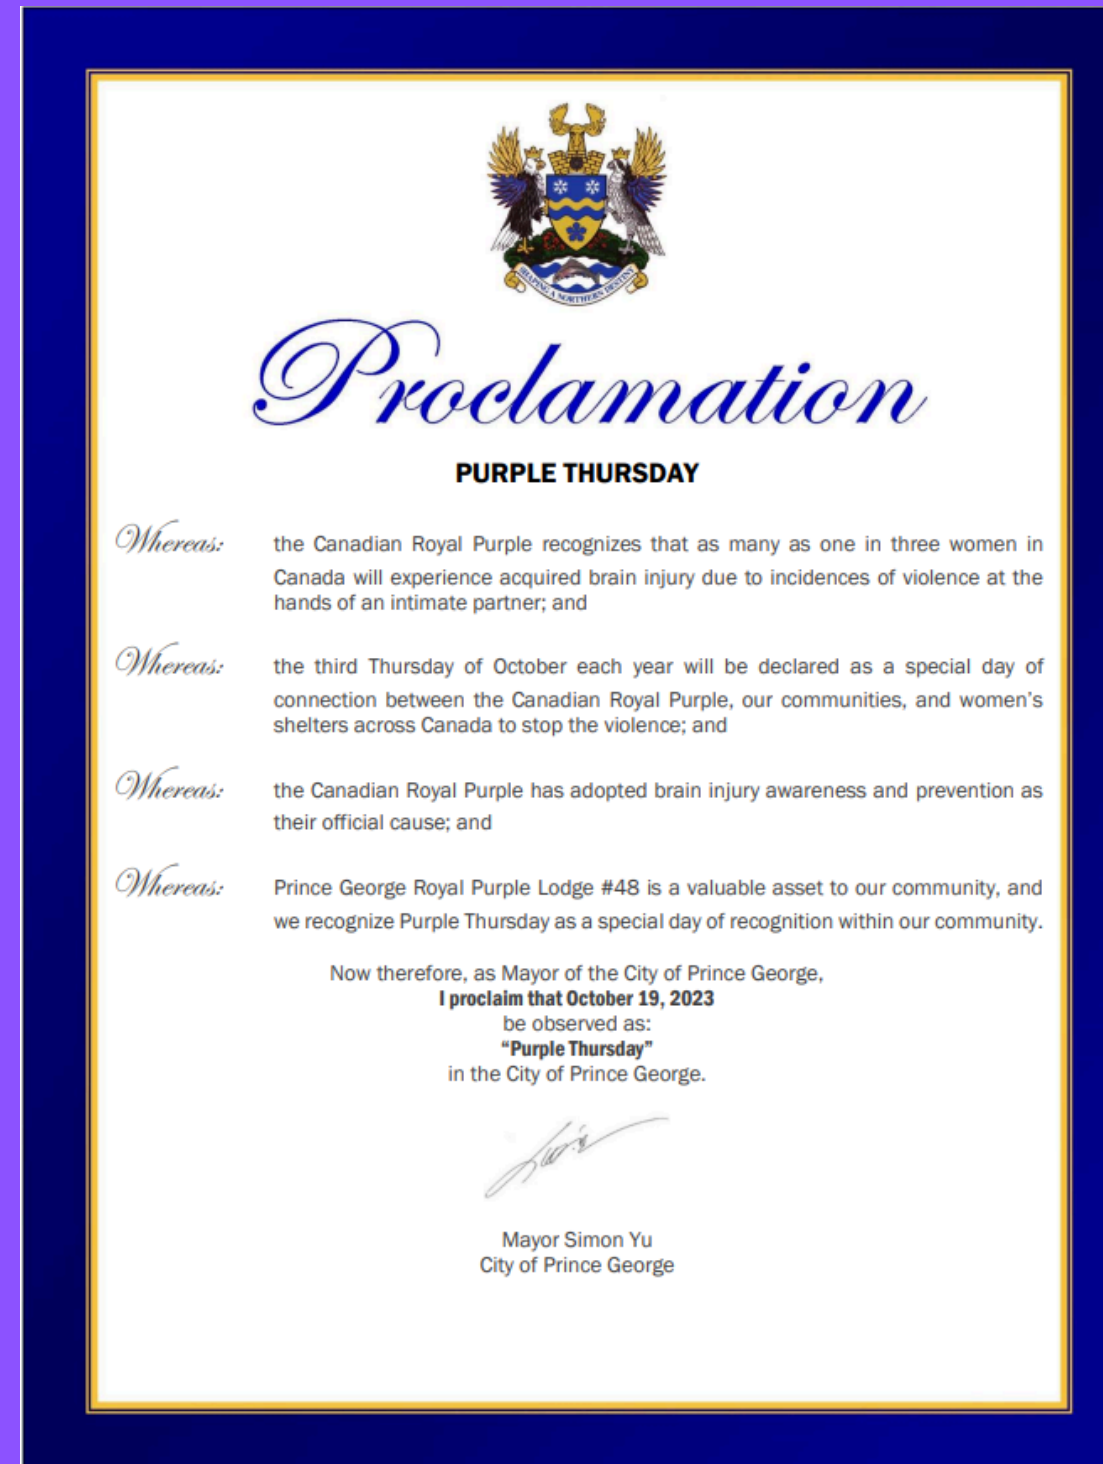 SHAPING A NORTHERN DESTINY
Proclamation
PURPLE THURSDAY
Whereas: the Canadian Royal Purple recognizes that as many as one in three women in
Canada will experience acquired brain injury due to incidences of violence at the
hands of an intimate partner; and
Whereas: the third Thursday of October each year will be declared as a special day of
connection between the Canadian Royal Purple, our communities, and women's
shelters across Canada to stop the violence; and
Whereas: the Canadian Royal Purple has adopted brain injury awareness and prevention as
their official cause; and
Whereas: Prince George Royal Purple Lodge #48 is a valuable asset to our community, and
we recognize Purple Thursday as a special day of recognition within our community.
Now therefore, as Mayor of the City of Prince George,
I proclaim that October 19, 2023
be observed as:
“Purple Thursday”
in the City of Prince George.
Mayor Simon Yu
City of Prince George